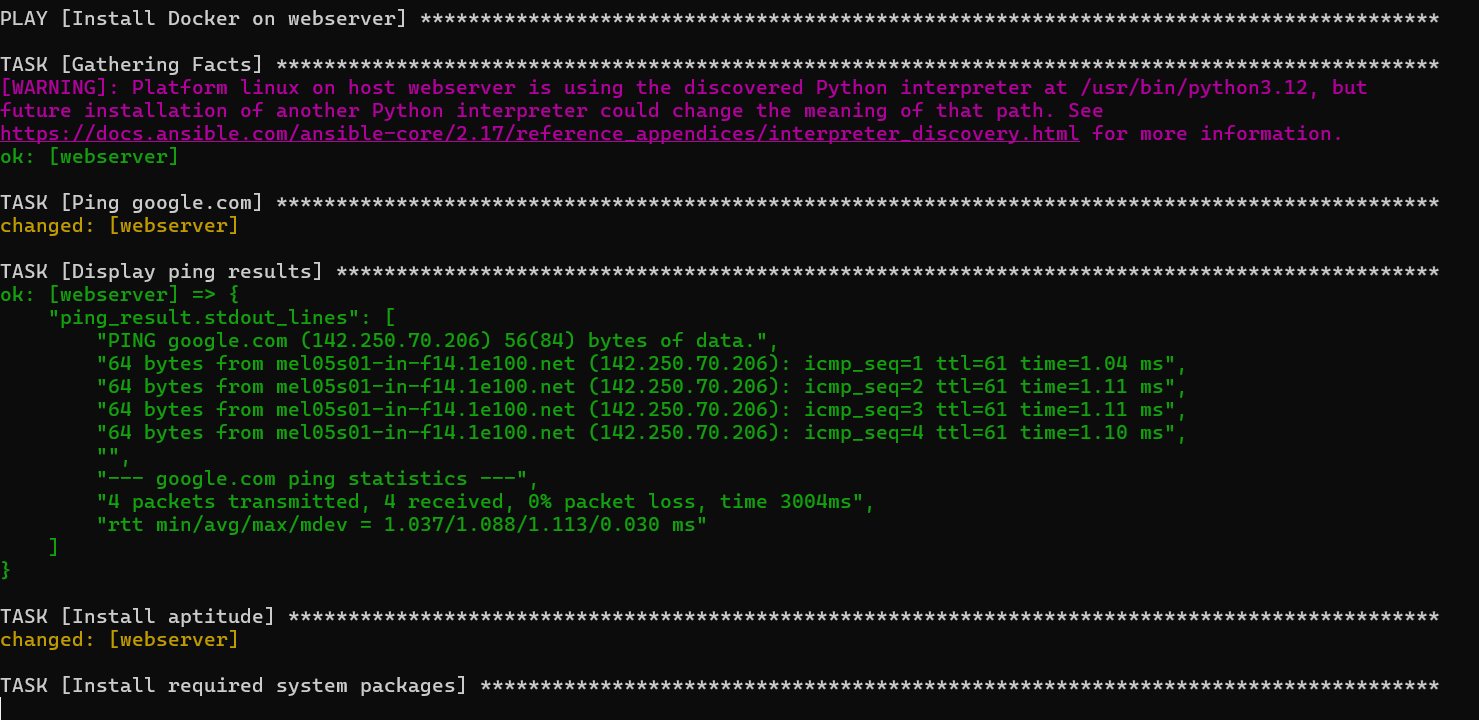 PLAY [Install Docker on webserver] *************************************************************************************
TASK [Gathering Facts] *************************************************************************************************
[WARNING]: Platform linux on host webserver is using the discovered Python interpreter at /usr/bin/python3.12, but
future installation of another Python interpreter could change the meaning of that path. See
https://docs.ansible.com/ansible-core/2.17/reference_appendices/interpreter_discovery.html for more information.
ok: [webserver]
TASK [Ping google.com] *************************************************************************************************
changed: [webserver]
TASK [Display ping results] ********************************************************************************************
ok: [webserver] => {
    "ping_result.stdout_lines": [
        "PING google.com (142.250.70.206) 56(84) bytes of data.",
        "64 bytes from mel05s01-in-f14.1e100.net (142.250.70.206): icmp_seq=1 ttl=61 time=1.04 ms",
        "64 bytes from mel05s01-in-f14.1e100.net (142.250.70.206): icmp_seq=2 ttl=61 time=1.11 ms",
        "64 bytes from mel05s01-in-f14.1e100.net (142.250.70.206): icmp_seq=3 ttl=61 time=1.11 ms",
        "64 bytes from mel05s01-in-f14.1e100.net (142.250.70.206): icmp_seq=4 ttl=61 time=1.10 ms",
        "",
        "--- google.com ping statistics ---",
        "4 packets transmitted, 4 received, 0% packet loss, time 3004ms",
        "rtt min/avg/max/mdev = 1.037/1.088/1.113/0.030 ms"
    ]
}
TASK [Install aptitude] ************************************************************************************************
changed: [webserver]
TASK [Install required system packages] ********************************************************************************